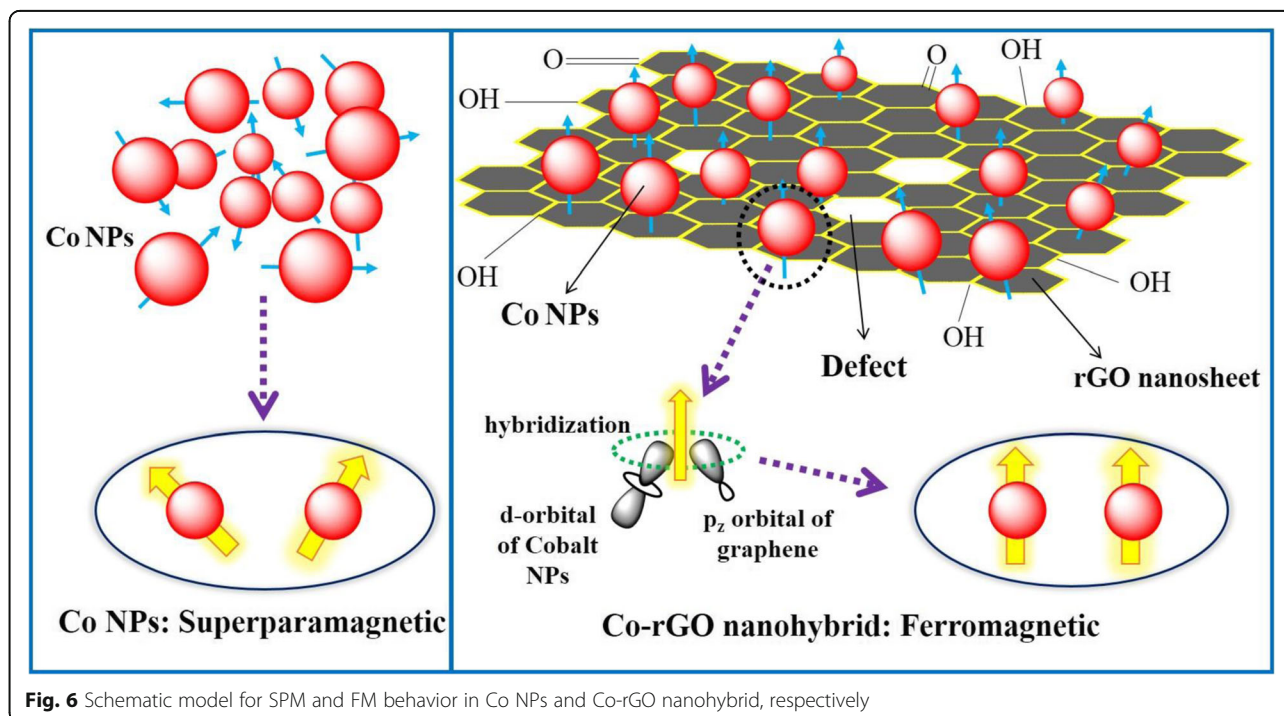 Co NPs
Co NPs: Superparamagnetic
O
OH
O
OH
OH
Co NPs
Defect
OH
OH
rGO nanosheet
hybridization
d-orbital
of Cobalt
NPs
pz orbital of
graphene
Co-rGO nanohybrid: Ferromagnetic
Fig. 6 Schematic model for SPM and FM behavior in Co NPs and Co-rGO nanohybrid, respectively